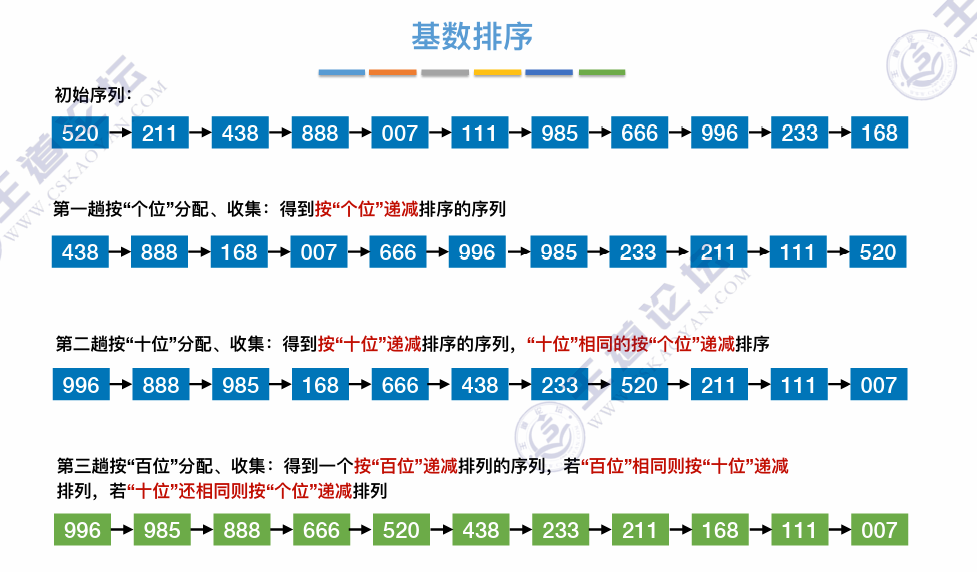 基数排序
初始序列：
520 211 438 888 007 111 985 666 996 233 168
第一趟按“个位”分配、收集：得到按“个位”递减排序的序列
438 888 168 007 666 996 985 233 211 111 520
第二趟按“十位”分配、收集：得到按“十位”递减排序的序列，“十位”相同的按“个位”递减排序
996 888 985 168 666 438 233 520 211 111 007
第三趟按“百位”分配、收集：得到一个按“百位”递减排列的序列，若“百位”相同则按“十位”递减
排列，若“十位”还相同则按“个位”递减排列
996 985 888 666 520 438 233 211 168 111 007
王道论坛
WWW.CSKAOYAN.COM
王道论坛
WWW.CSKAOYAN.COM